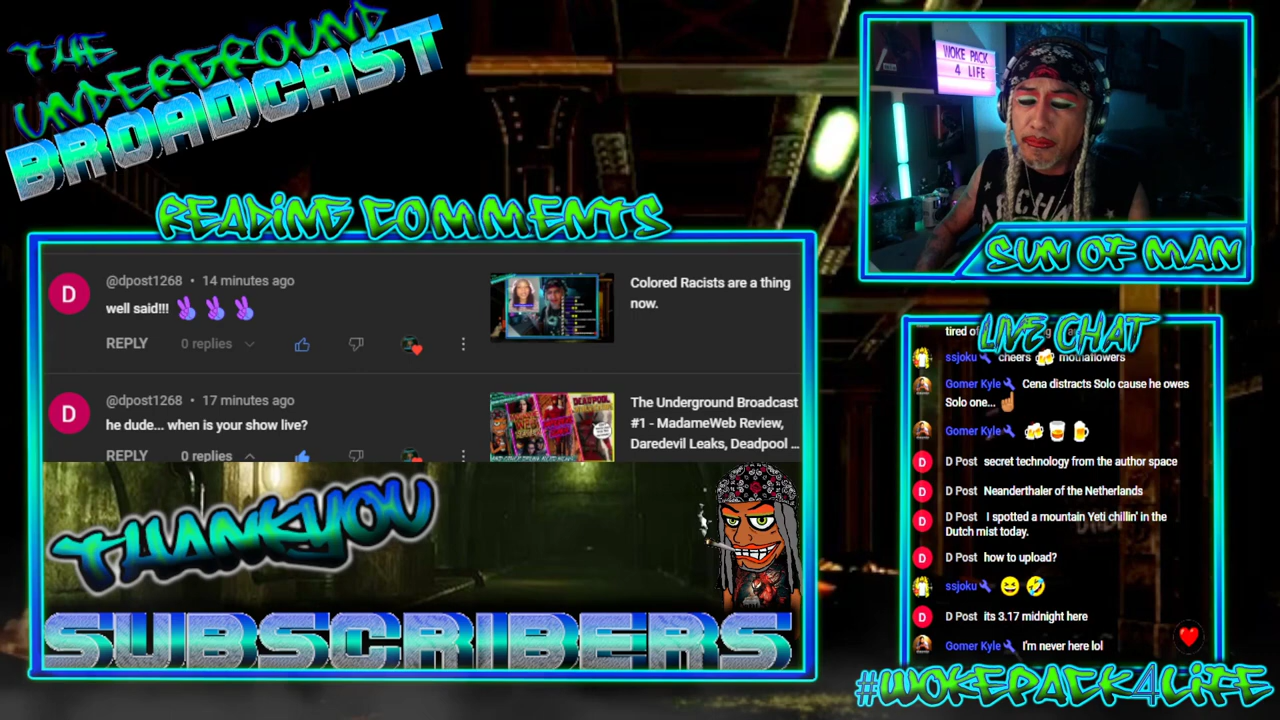 THE
UNDERGROUND
BROADCAST
WOKE PACK
4 LIFE
SUN OF MAN
READING COMMENTS
D
@dpost1268 • 14 minutes ago
well said!!! ✌ ✌ ✌
REPLY 0 replies
Colored Racists are a thing
now.
D
@dpost1268 • 17 minutes ago
he dude... when is your show live?
REPLY 0 replies
The Underground Broadcast
#1 - MadameWeb Review,
Daredevil Leaks, Deadpool ...
DEADPOOL
THANKYOU
SUBSCRIBERS
LIVE CHAT
tired of
ssjoku cheers 🍻 mothaflowers
Gomer Kyle Cena distracts Solo cause he owes
Solo one... ☝
Gomer Kyle 🍻 🥃 🍺
D Post secret technology from the author space
D Post Neanderthaler of the Netherlands
D Post I spotted a mountain Yeti chillin' in the
Dutch mist today.
D Post how to upload?
ssjoku 😆 🤣
D Post its 3.17 midnight here
Gomer Kyle I'm never here lol
#WOKEPACK4LIFE